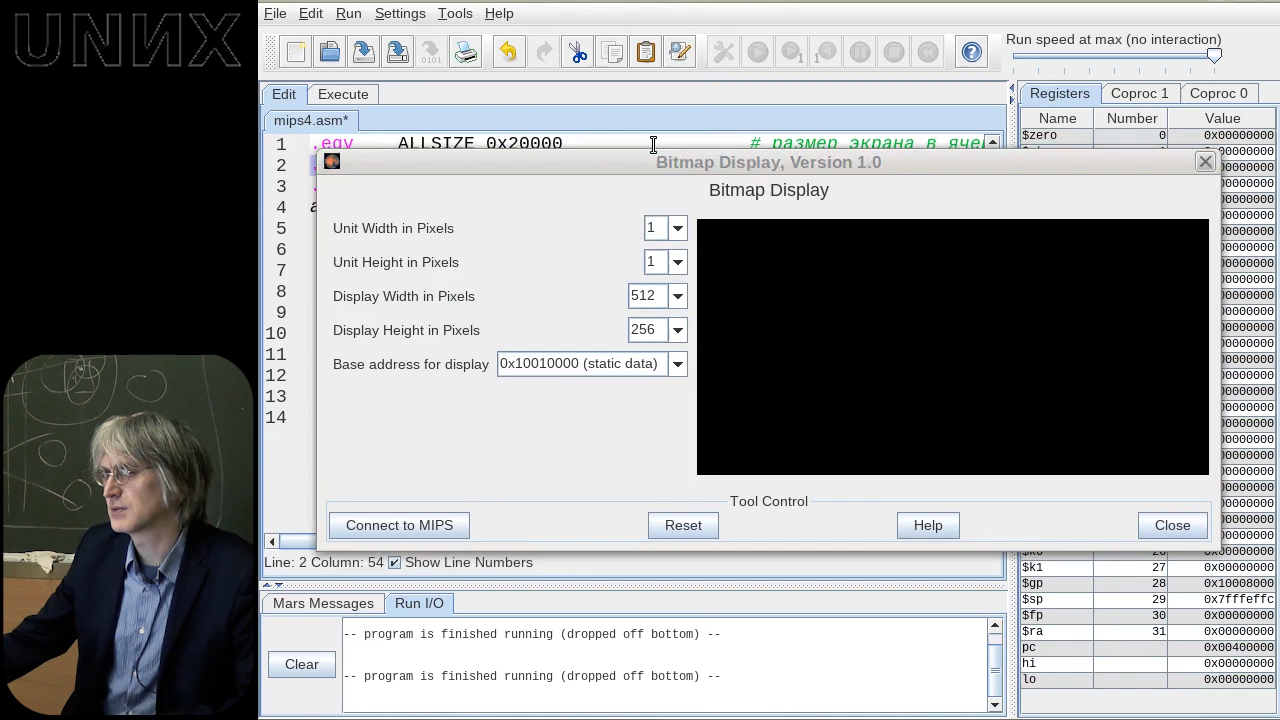 UNИX
File Edit Run Settings Tools Help
Run speed at max (no interaction)
Edit Execute
mips4.asm*
Registers Coproc 1 Coproc 0
Name Number Value
$zero 0 0x00000000
1 .eqv ALLSIZE 0x20000 # размер экрана в яче
2
3
4
5
6
7
8
9
10
11
12
13
14
Bitmap Display, Version 1.0
Bitmap Display
Unit Width in Pixels 1
Unit Height in Pixels 1
Display Width in Pixels 512
Display Height in Pixels 256
Base address for display 0x10010000 (static data)
Tool Control
Connect to MIPS Reset Help Close
Line: 2 Column: 54 Show Line Numbers
$k1 27 0x00000000
$gp 28 0x10008000
$sp 29 0x7fffeffc
$fp 30 0x00000000
$ra 31 0x00000000
pc 0x00400000
hi 0x00000000
lo 0x00000000
Mars Messages Run I/O
-- program is finished running (dropped off bottom) --
-- program is finished running (dropped off bottom) --
Clear